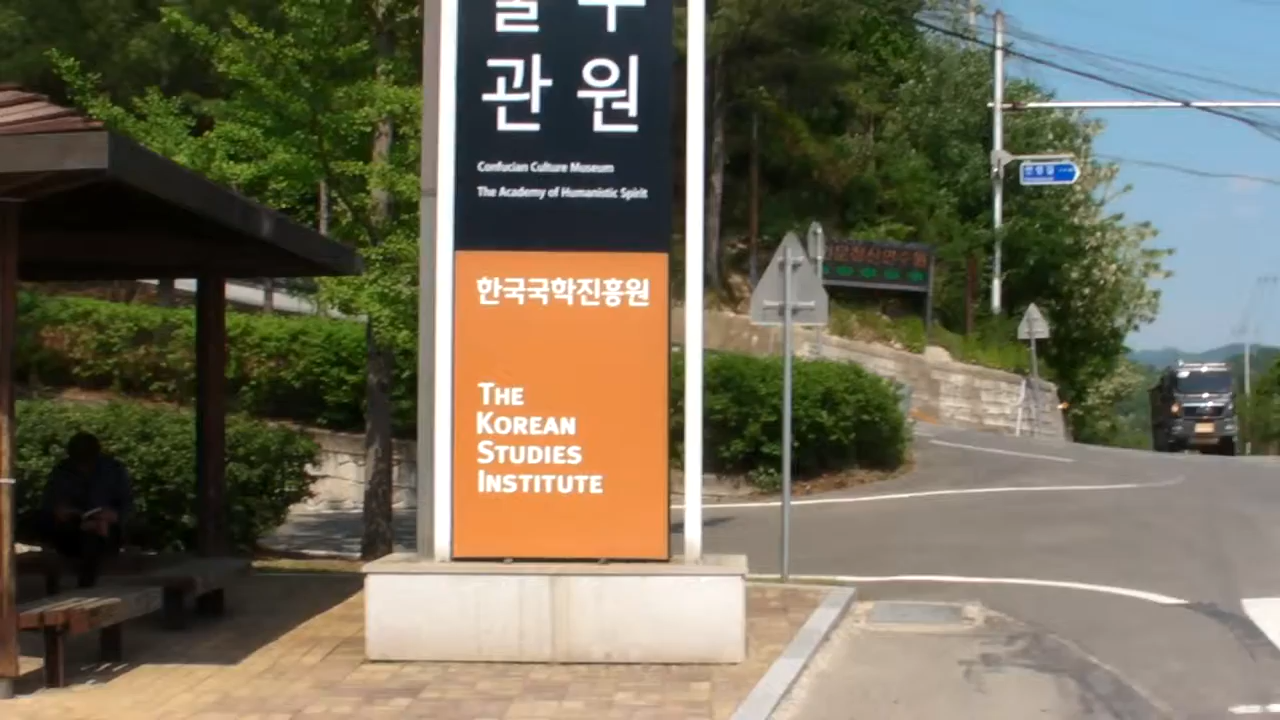 관 원
Confucian Culture Museum
The Academy of Humanistic Spirit
한국국학진흥원
THE
KOREAN
STUDIES
INSTITUTE